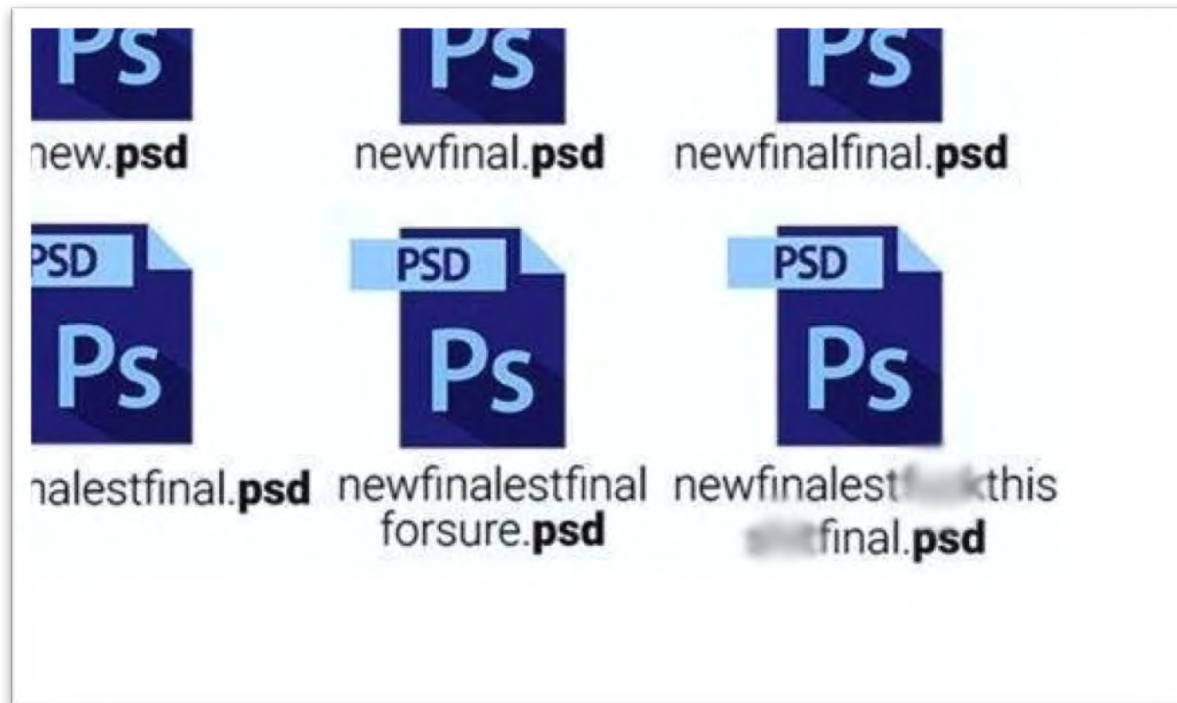 Ps Ps Ps
new.psd newfinal.psd newfinalfinal.psd
PSD PSD PSD
Ps Ps Ps
nalestfinal.psd newfinalestfinal newfinalest this
forsure.psd final.psd